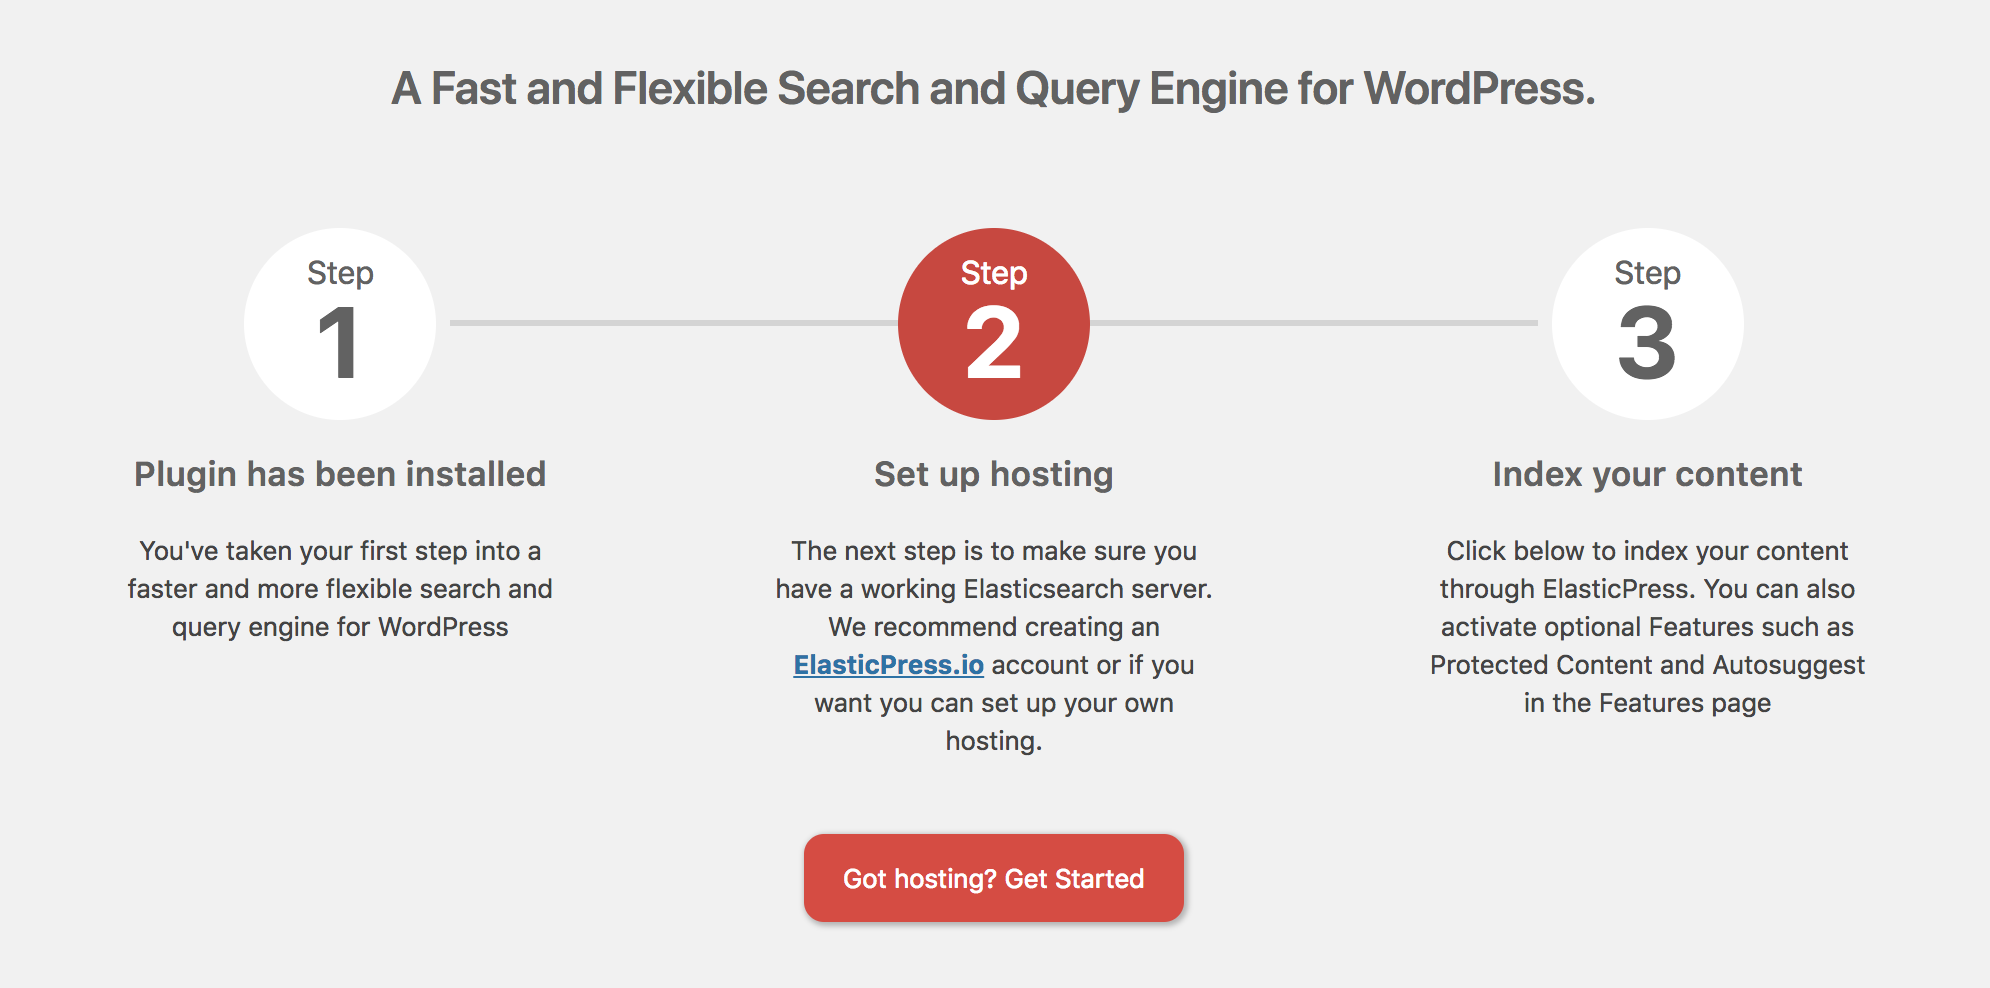 A Fast and Flexible Search and Query Engine for WordPress.
Step
1
Plugin has been installed
You've taken your first step into a
faster and more flexible search and
query engine for WordPress
Step
2
Set up hosting
The next step is to make sure you
have a working Elasticsearch server.
We recommend creating an
ElasticPress.io account or if you
want you can set up your own
hosting.
Step
3
Index your content
Click below to index your content
through ElasticPress. You can also
activate optional Features such as
Protected Content and Autosuggest
in the Features page
Got hosting? Get Started